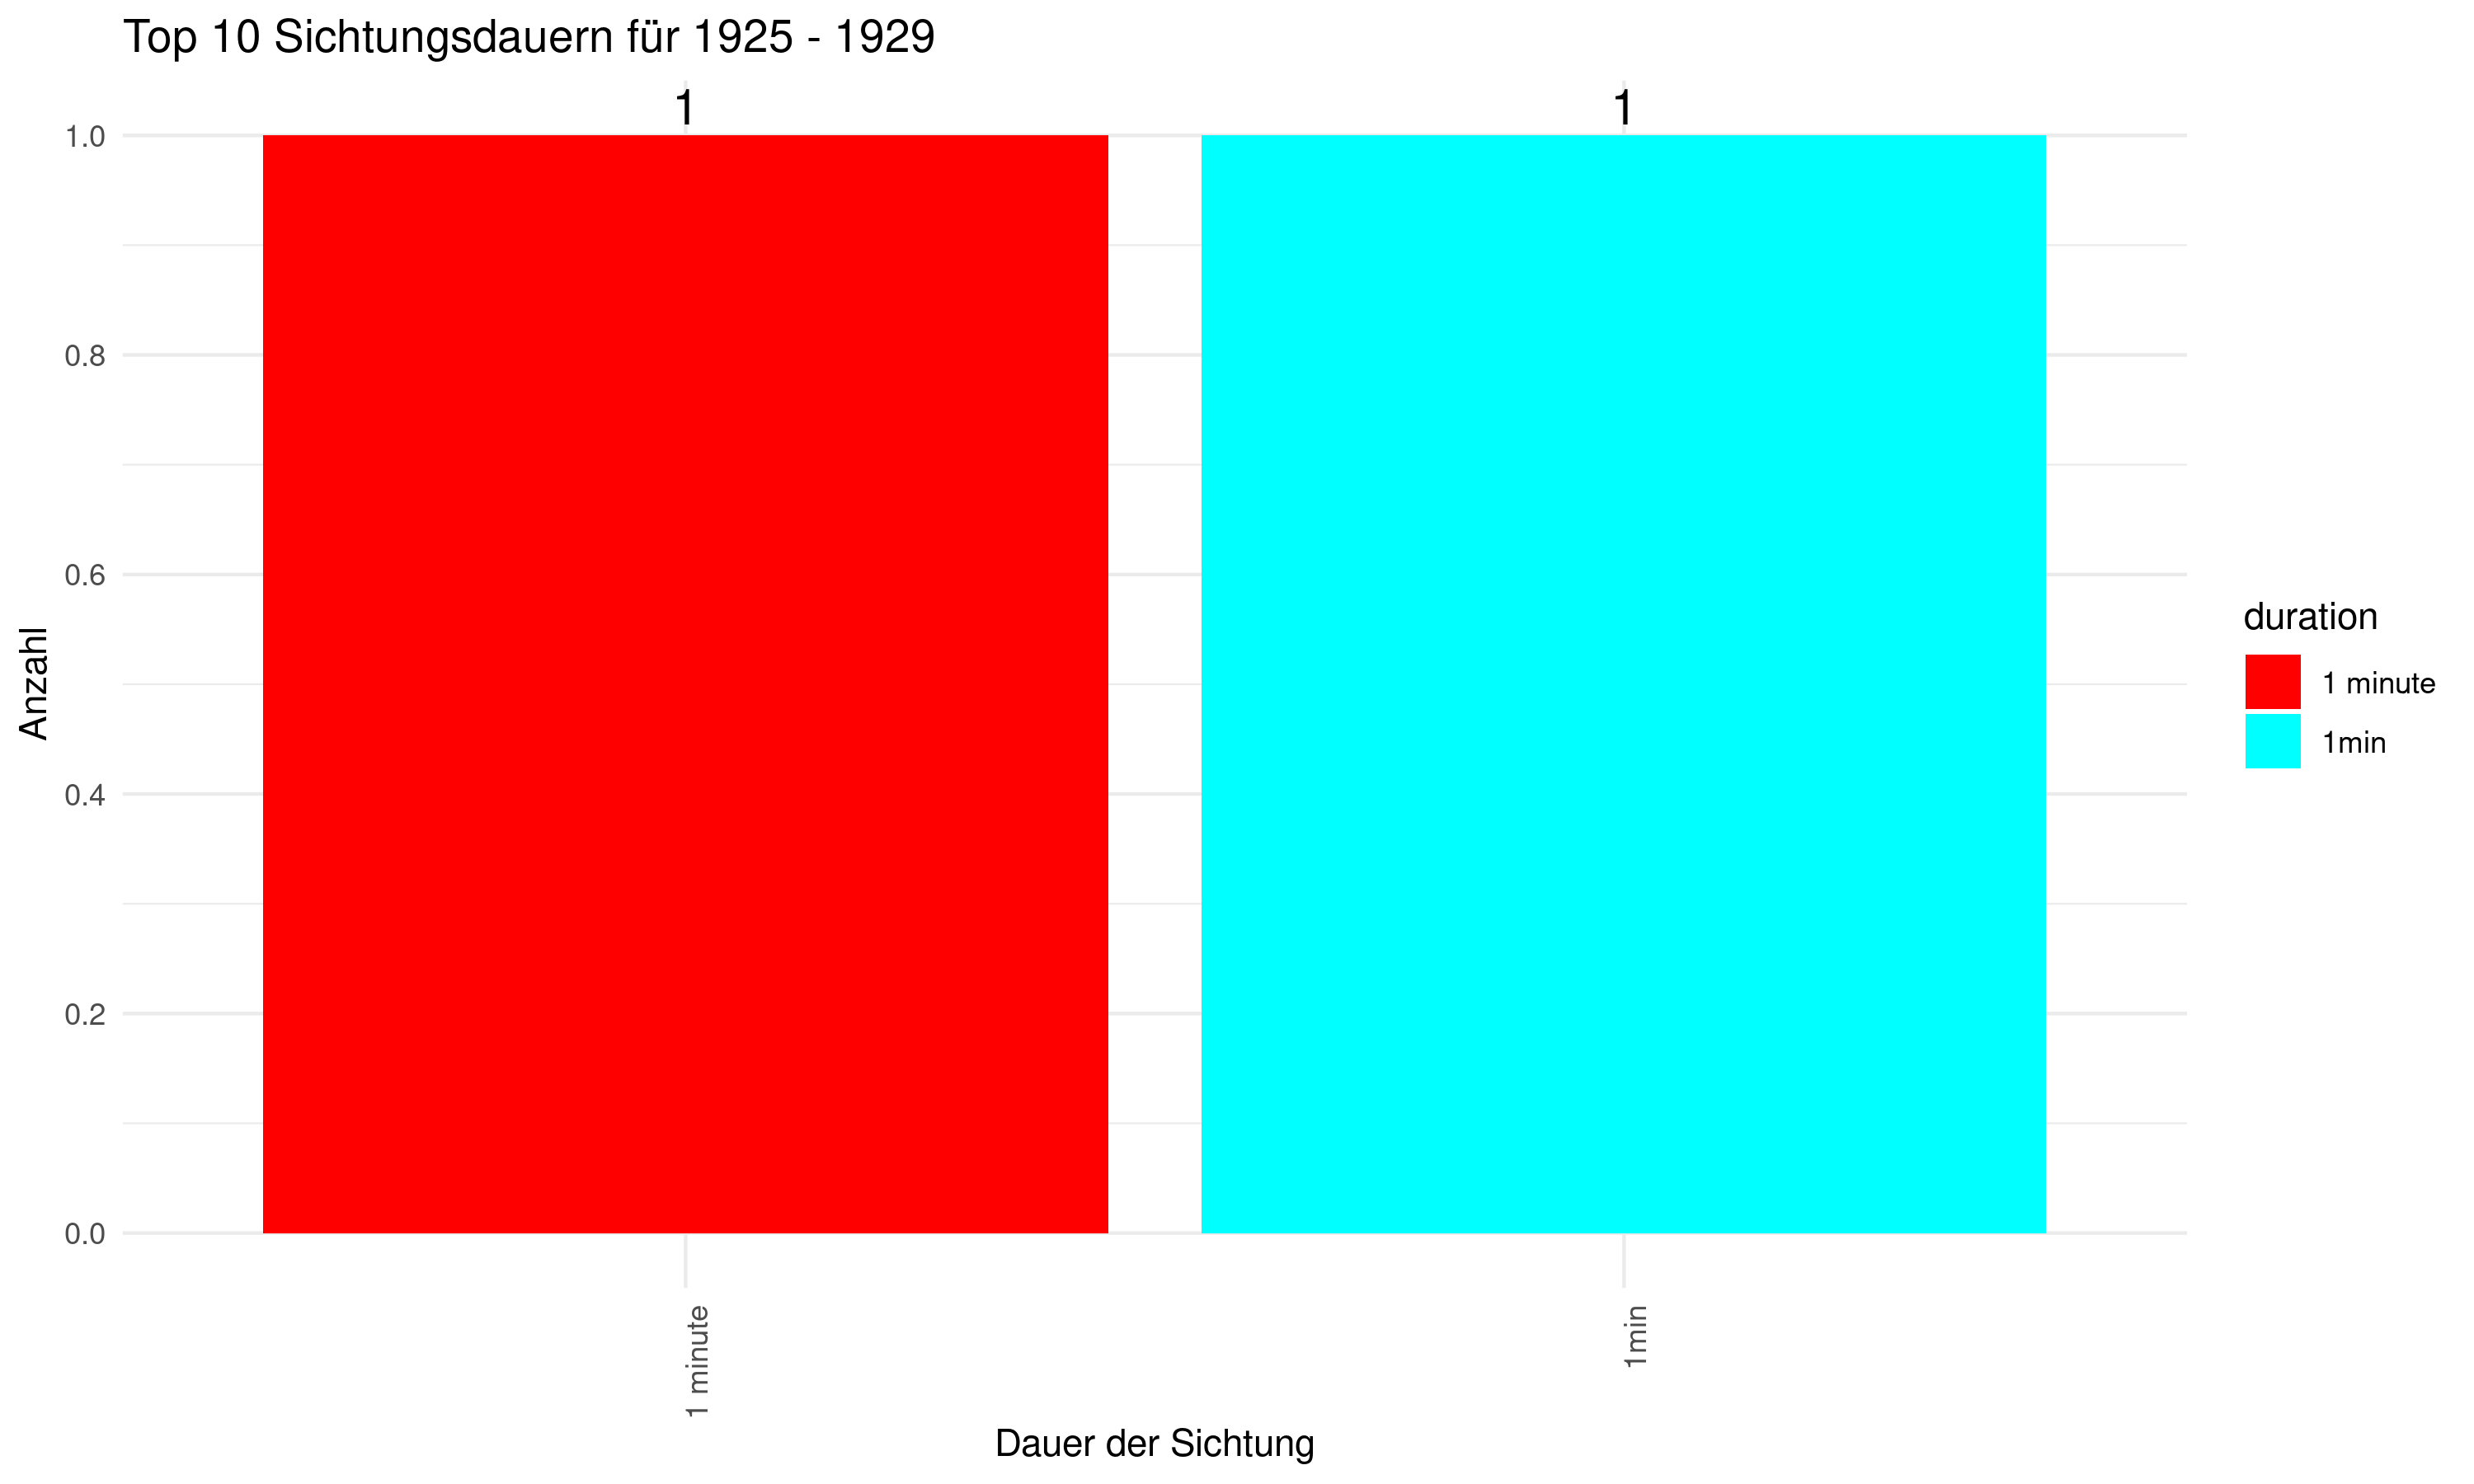 Top 10 Sichtungsdauern für 1925 - 1929
1
1
1.0
0.8
0.6
0.4
0.2
0.0
Anzahl
1 minute
1min
Dauer der Sichtung
duration
1 minute
1min